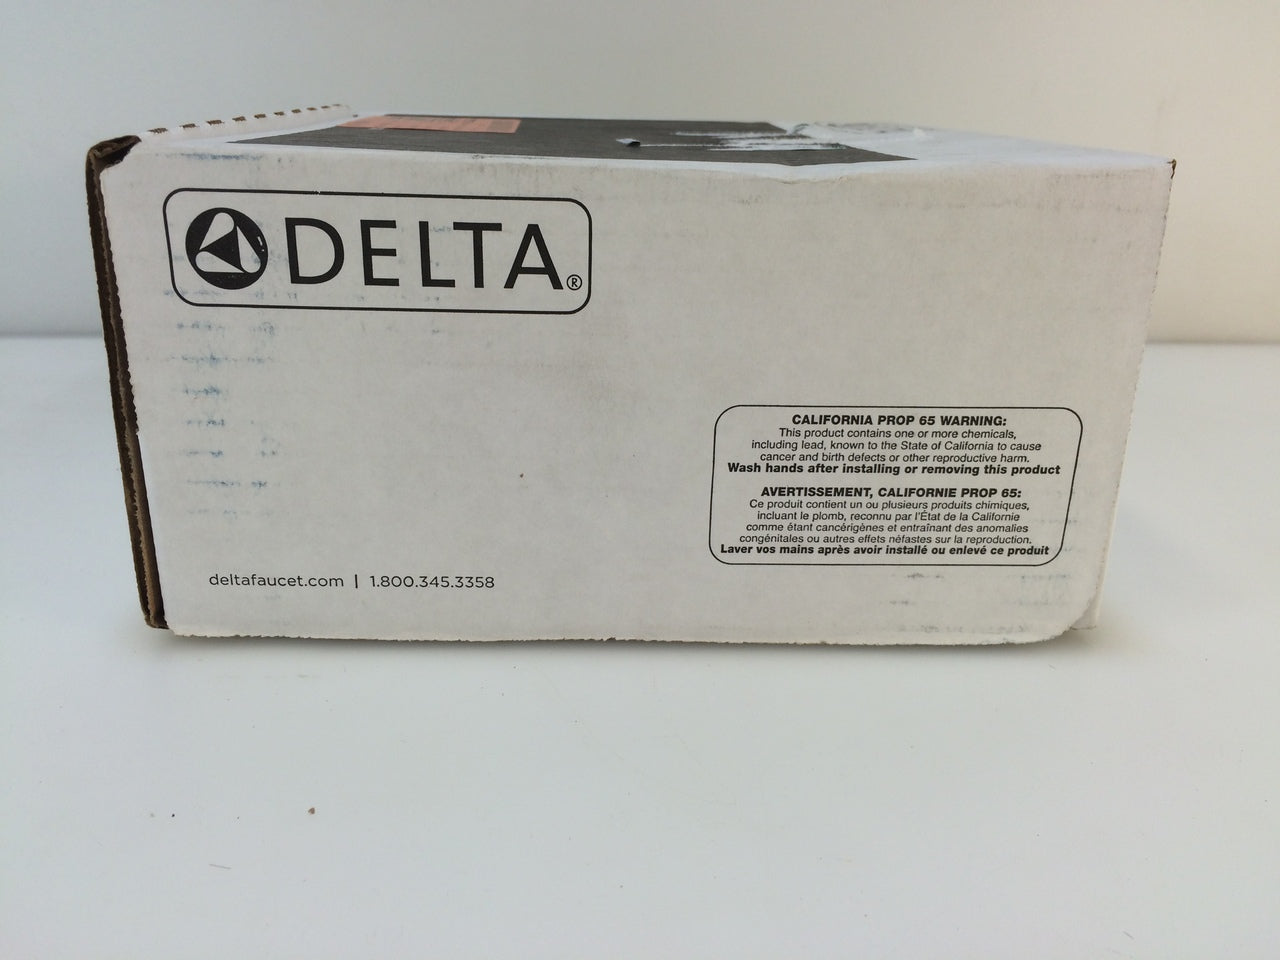 DELTA®
CALIFORNIA PROP 65 WARNING:
This product contains one or more chemicals,
including lead, known to the State of California to cause
cancer and birth defects or other reproductive harm.
Wash hands after installing or removing this product
AVERTISSEMENT, CALIFORNIE PROP 65:
Ce produit contient un ou plusieurs produits chimiques,
incluant le plomb, reconnu par l'État de la Californie
comme étant cancérigènes et entraînant des anomalies
congénitales ou autres effets néfastes sur la reproduction.
Laver vos mains après avoir installé ou enlevé ce produit
deltafaucet.com | 1.800.345.3358